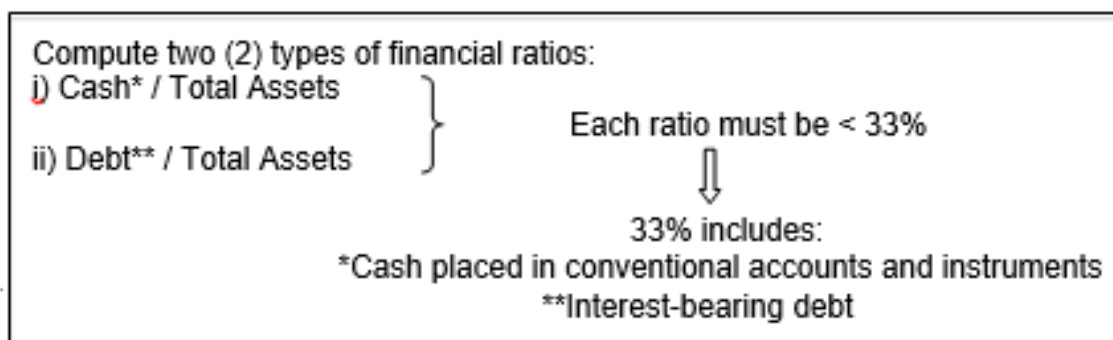 Compute two (2) types of financial ratios:
i) Cash* / Total Assets
Each ratio must be < 33%
ii) Debt** / Total Assets
33% includes:
*Cash placed in conventional accounts and instruments
**Interest-bearing debt